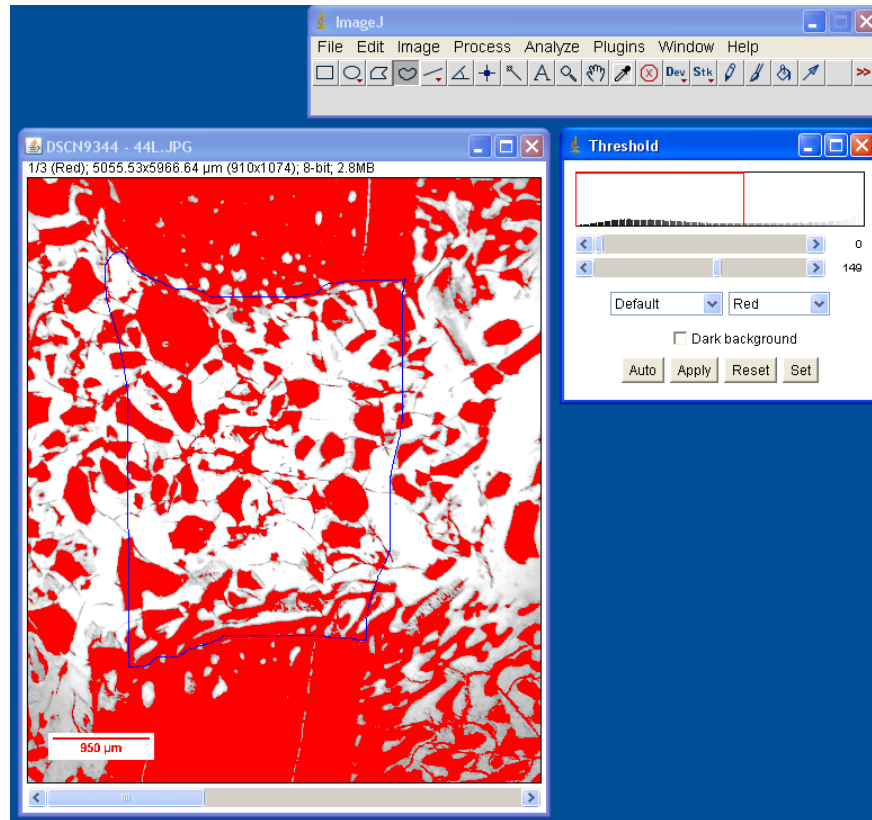 ImageJ
File Edit Image Process Analyze Plugins Window Help
A Dev Stk >>
DSCN9344 - 44L.JPG
1/3 (Red); 5055.53x5966.64 µm (910x1074); 8-bit; 2.8MB
950 µm
Threshold
0
149
Default Red
Dark background
Auto Apply Reset Set